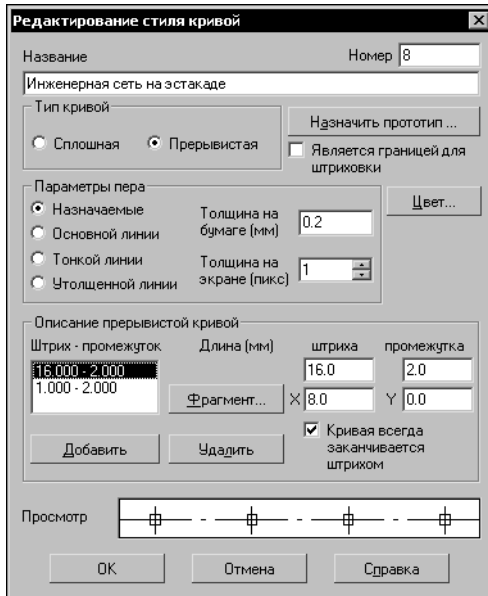 Редактирование стиля кривой
Название
Номер 8
Инженерная сеть на эстакаде
Тип кривой
Сплошная Прерывистая
Назначить прототип ...
Является границей для
штриховки
Параметры пера
Назначаемые
Основной линии
Тонкой линии
Утолщенной линии
Толщина на
бумаге (мм)
0.2
Толщина на
экране (пикс)
1
Цвет...
Описание прерывистой кривой
Штрих - промежуток Длина (мм) штриха промежутка
16.000 - 2.000
1.000 - 2.000
16.0 2.0
Фрагмент... X 8.0 Y 0.0
Добавить Удалить
Кривая всегда
заканчивается
штрихом
Просмотр
OK Отмена Справка